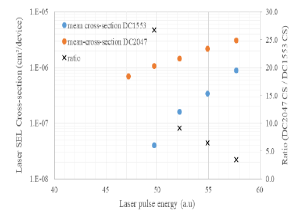 mean cross-section DC1553
mean-cross-section DC2047
ratio
Laser SEL Cross-section (cm²/device)
1.E-05
1.E-06
1.E-07
1.E-08
30.0
25.0
20.0
15.0
10.0
5.0
0.0
Ratio (DC2047 CS / DC1553 CS)
40 45 50 55 60
Laser pulse energy (a.u)